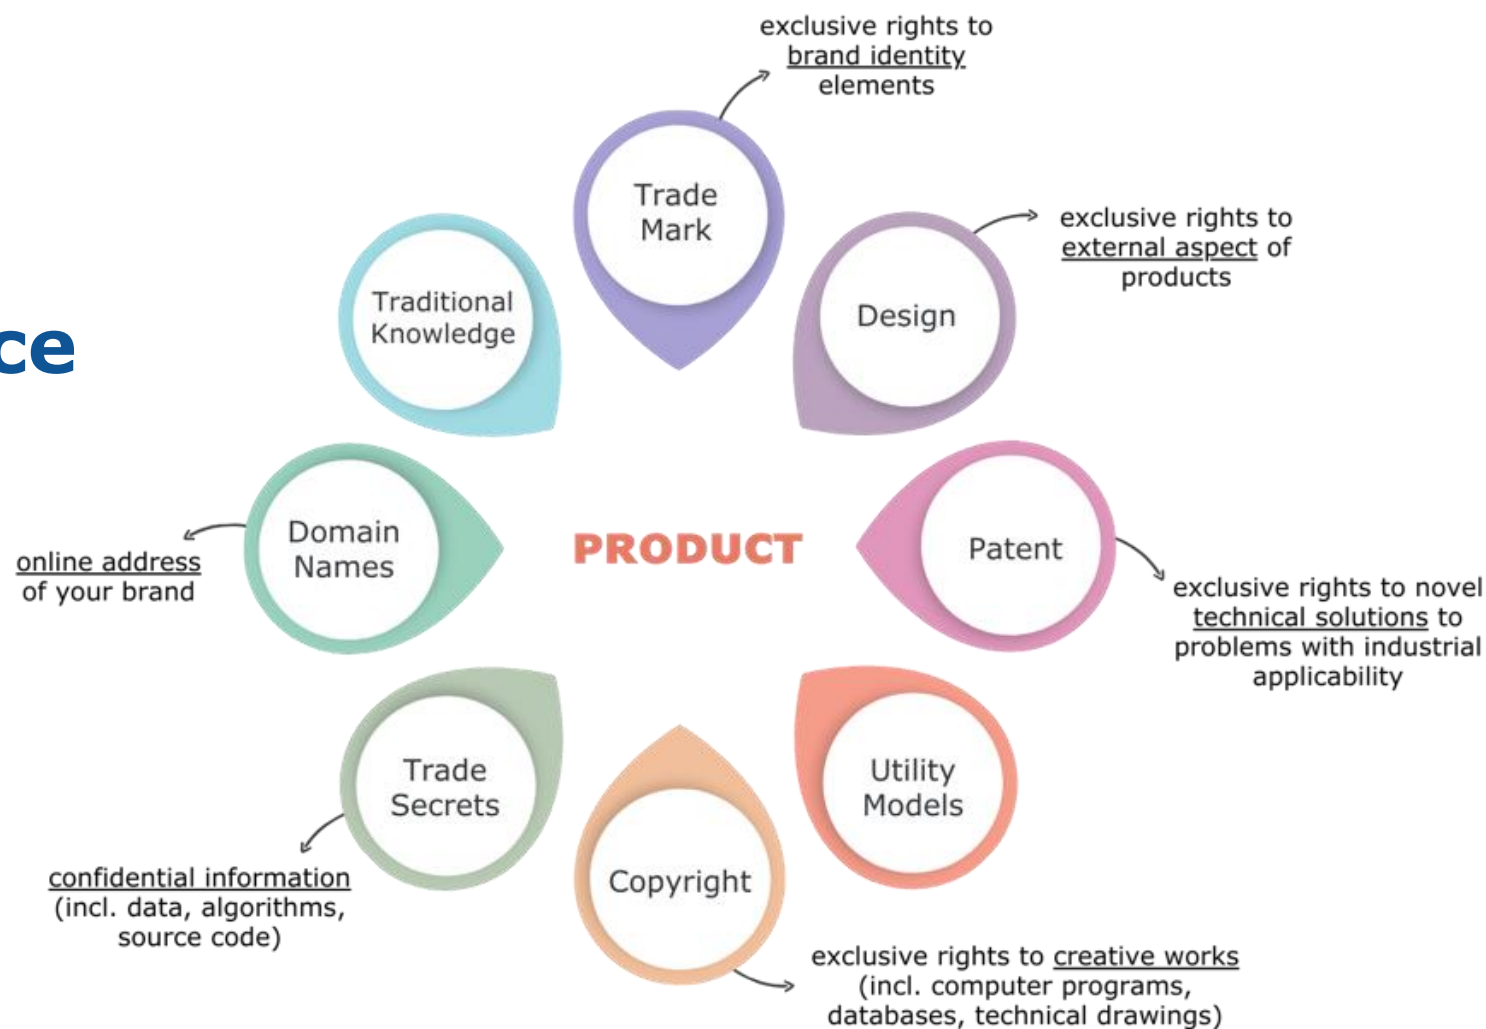 exclusive rights to
brand identity
elements
Trade
Mark
exclusive rights to
external aspect of
products
Design
Traditional
Knowledge
ce
Domain
Names
online address
of your brand
PRODUCT
Patent
exclusive rights to novel
technical solutions to
problems with industrial
applicability
Trade
Secrets
confidential information
(incl. data, algorithms,
source code)
Utility
Models
Copyright
exclusive rights to creative works
(incl. computer programs,
databases, technical drawings)